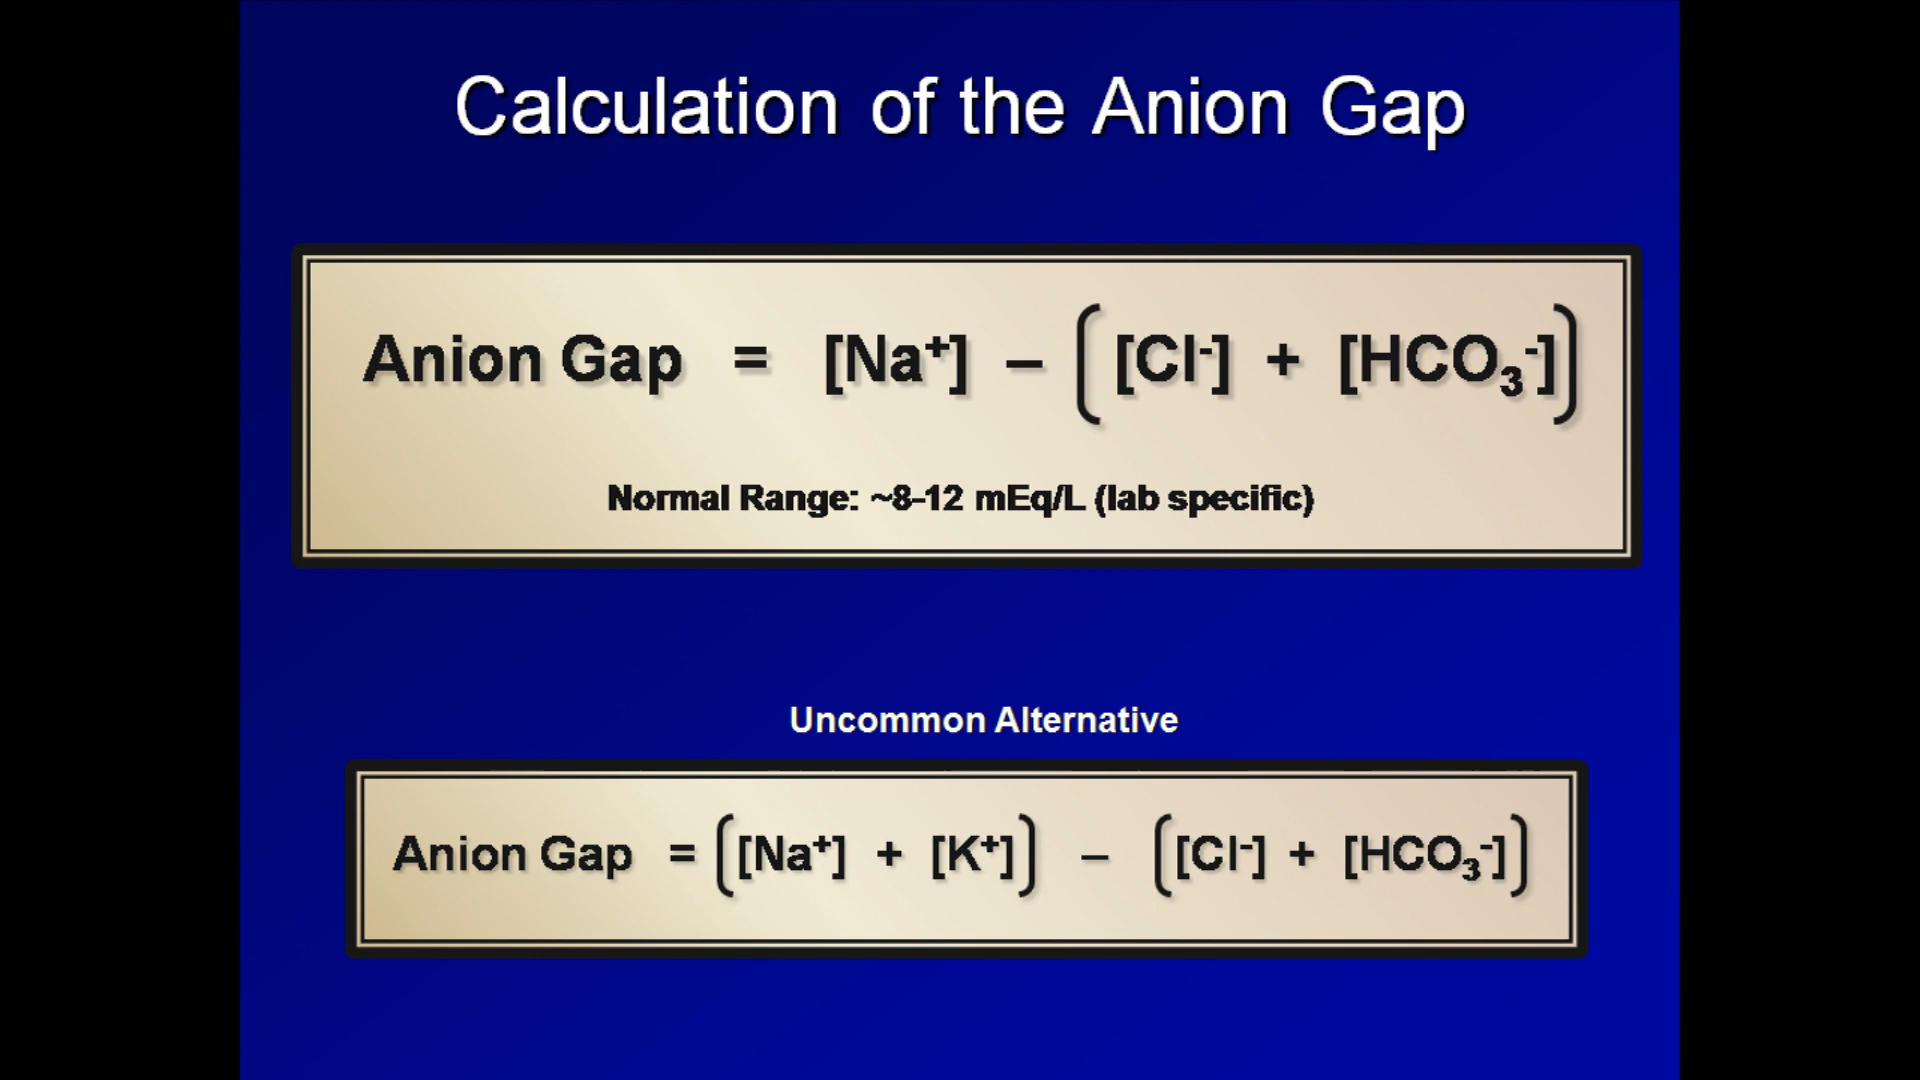 Calculation of the Anion Gap
Anion Gap = [Na⁺] – ([Cl⁻] + [HCO₃⁻])
Normal Range: ~8–12 mEq/L (lab specific)
Uncommon Alternative
Anion Gap = ([Na⁺] + [K⁺]) – ([Cl⁻] + [HCO₃⁻])